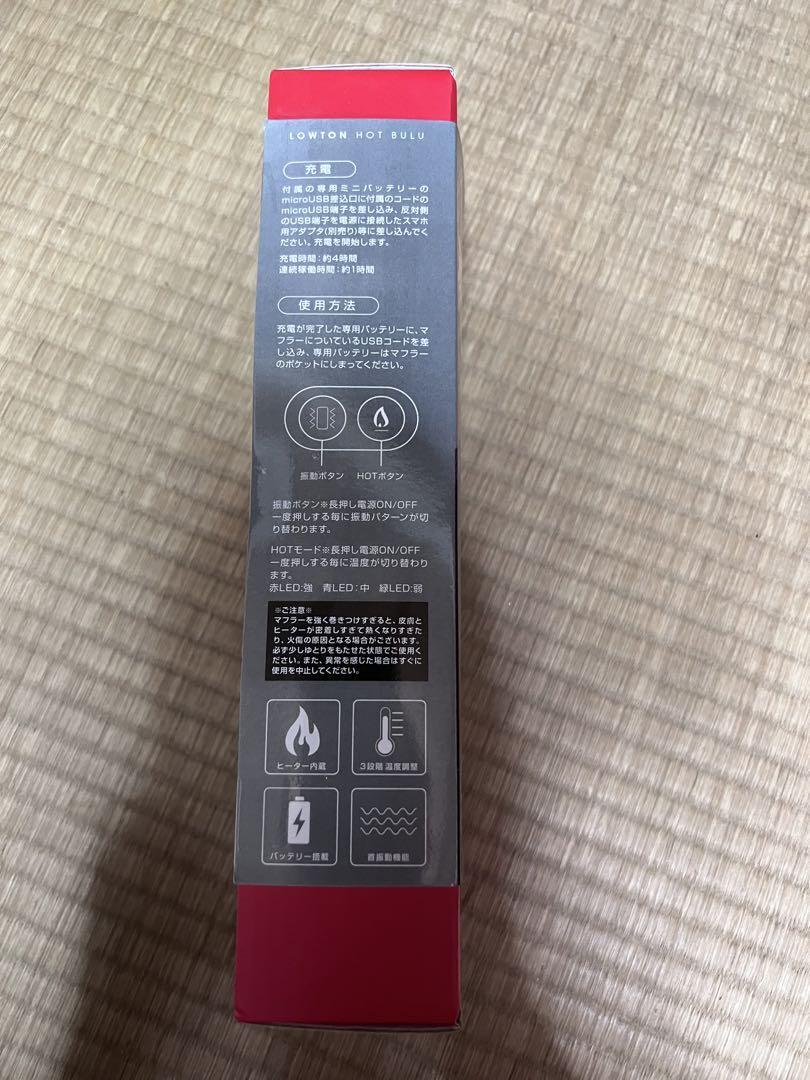 LOWTON HOT BULU
充電
付属の専用ミニバッテリーの
microUSB差込口に付属のコードの
microUSB端子を差し込み、反対側
のUSB端子を電源に接続したスマホ
用アダプタ(別売り)等に差し込んでく
ださい。充電を開始します。
充電時間：約4時間
連続稼働時間：約1時間
使用方法
充電が完了した専用バッテリーに、マ
フラーについているUSBコードを差
し込み、専用バッテリーはマフラー
のポケットにしまってください。
振動ボタン HOTボタン
振動ボタン※長押し電源ON/OFF
一度押しする毎に振動パターンが切
り替わります。
HOTモード※長押し電源ON/OFF
一度押しする毎に温度が切り替わり
ます。
赤LED:強 青LED：中 緑LED:弱
※ご注意※
マフラーを強く巻きつけすぎると、皮膚と
ヒーターが密着しすぎて熱くなりすぎた
り、火傷の原因となる場合がございます。
必ず少しゆとりをもたせた状態でご使用く
ださい。また、異常を感じた場合はすぐに
使用を中止してください。
ヒーター内蔵 3段階 温度調整
バッテリー搭載 首振動機能